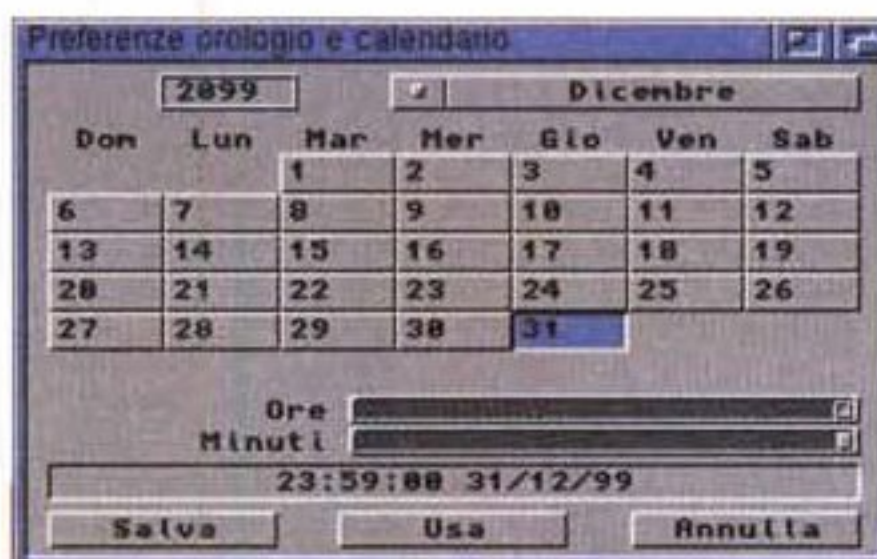 Preferenze orologio e calendario
2099 Dicembre
Dom Lun Mar Mer Gio Ven Sab
1 2 3 4 5
6 7 8 9 10 11 12
13 14 15 16 17 18 19
20 21 22 23 24 25 26
27 28 29 30 31
Ore
Minuti
23:59:00 31/12/99
Salva Usa Annulla